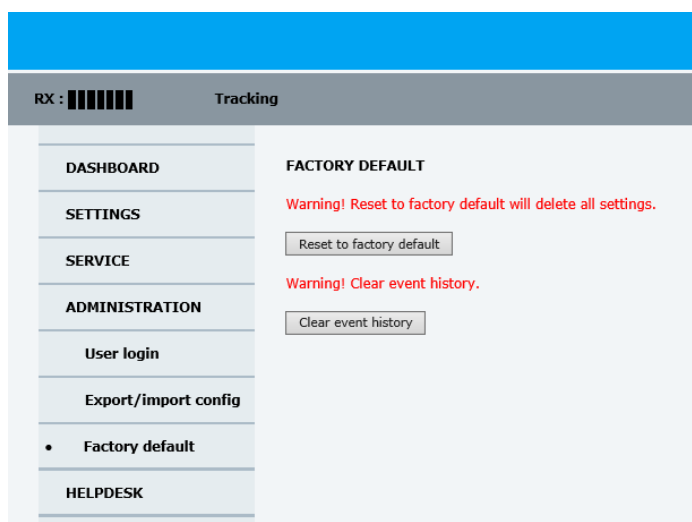 RX : Tracking
DASHBOARD
SETTINGS
SERVICE
ADMINISTRATION
User login
Export/import config
• Factory default
HELPDESK
FACTORY DEFAULT
Warning! Reset to factory default will delete all settings.
Reset to factory default
Warning! Clear event history.
Clear event history